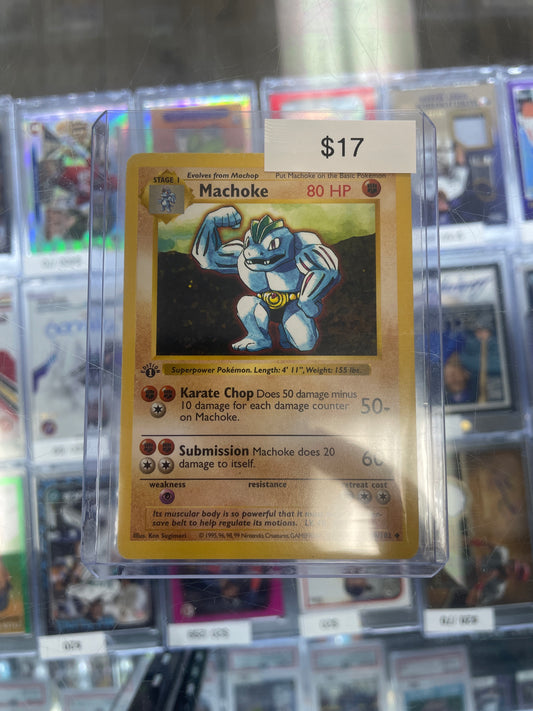 $17
Evolves from Machop Put Machoke on the Basic Pokémon
STAGE 1
Machoke 80 HP
EDITION
1
Superpower Pokémon. Length: 4' 11", Weight: 155 lbs.
Karate Chop Does 50 damage minus
10 damage for each damage counter
on Machoke.
50-
Submission Machoke does 20
damage to itself.
60
weakness resistance retreat cost
Its muscular body is so powerful that it
save belt to help regulate its motions.
Illus. Ken Sugimori © 1995, 96, 98, 99 Nintendo, Creatures, GAMEFREAK